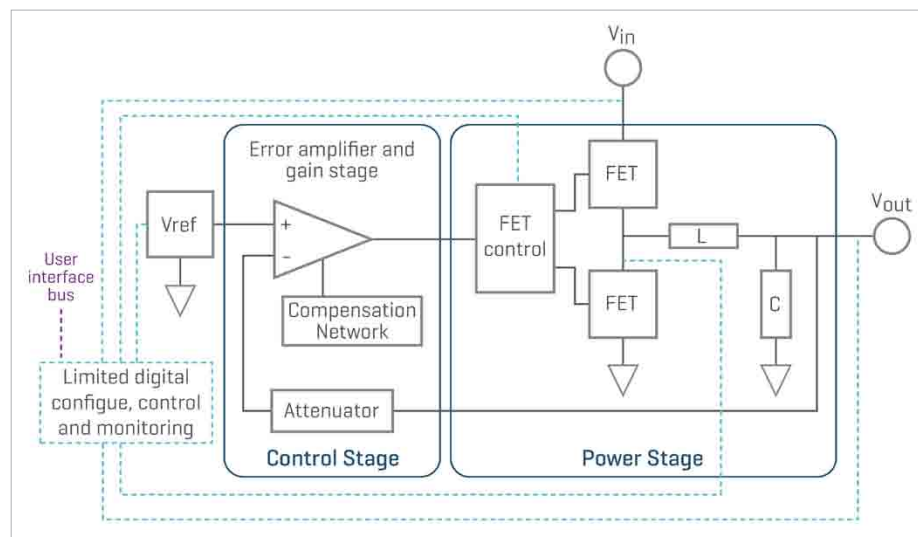 Vin
Error amplifier and
gain stage
FET
Vref
+
−
FET
control
L
Vout
User
interface
bus
Compensation
Network
FET
C
Limited digital
configue, control
and monitoring
Attenuator
Control Stage
Power Stage